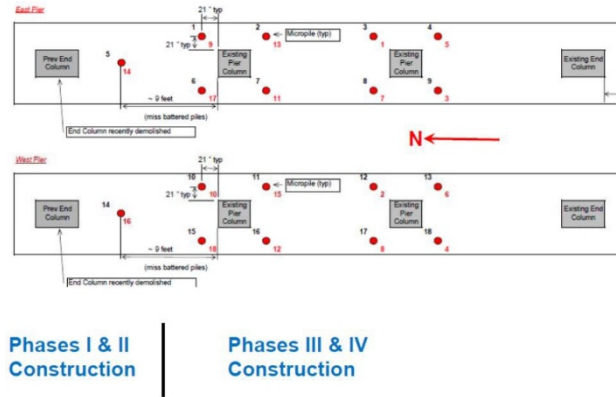 East Pier
21 " typ
1
2
3
4
21 " typ
9
Micropile (typ)
13
1
5
Prev End
Column
5
14
Existing
Pier
Column
Existing
Pier
Column
Existing End
Column
6
7
8
9
17
11
7
3
~ 9 feet
(miss battered piles)
End Column recently demolished
N
West Pier
21 " typ
10
11
12
13
21 " typ
10
Micropile (typ)
15
2
6
Prev End
Column
14
16
Existing
Pier
Column
Existing
Pier
Column
Existing End
Column
15
16
17
18
18
12
8
4
~ 9 feet
(miss battered piles)
End Column recently demolished
Phases I & II
Construction
Phases III & IV
Construction